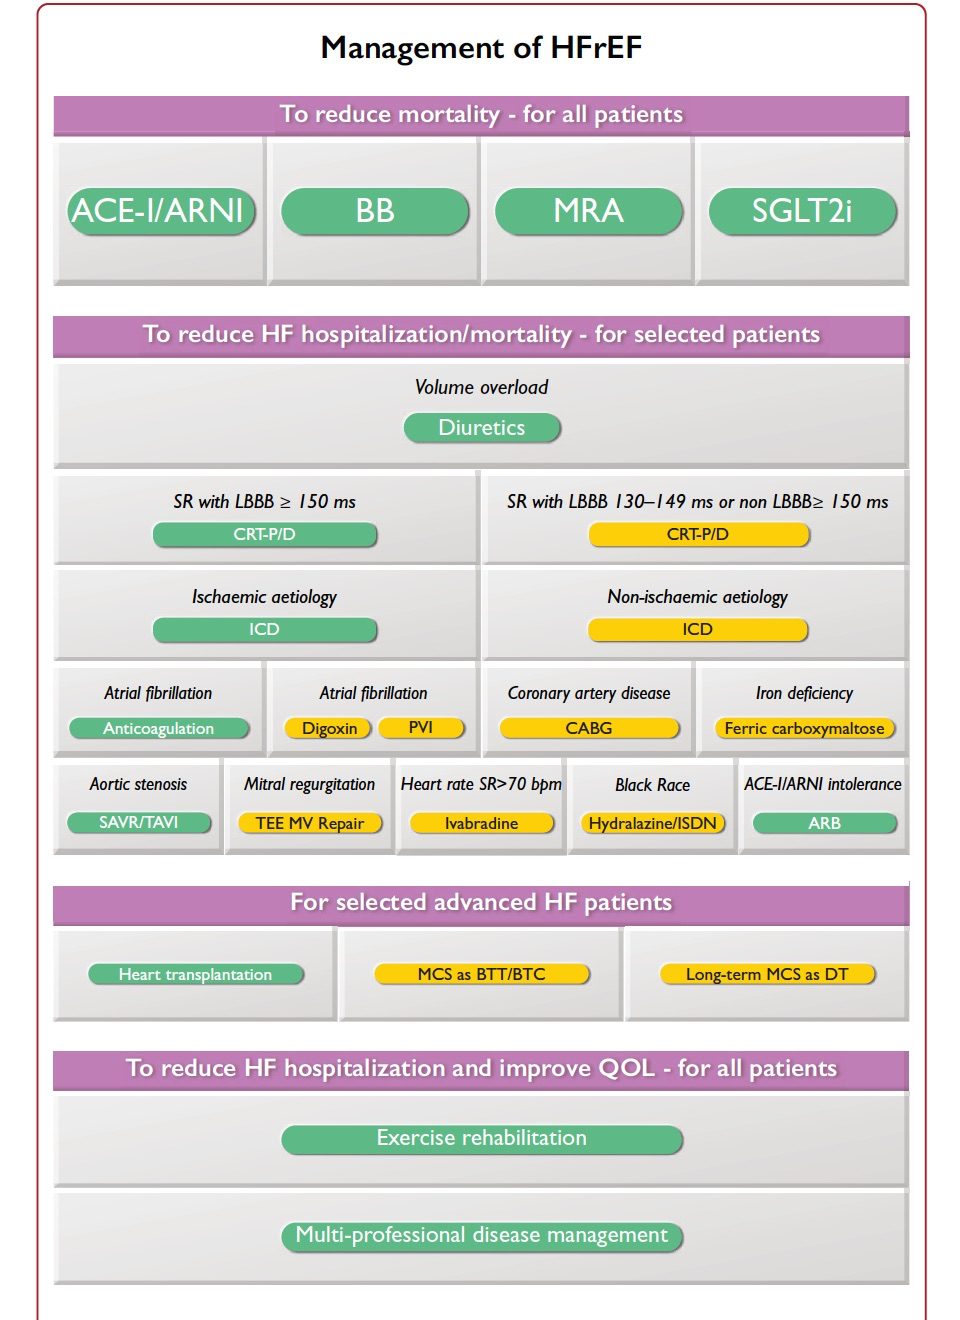 Management of HFrEF
To reduce mortality - for all patients
ACE-I/ARNI
BB
MRA
SGLT2i
To reduce HF hospitalization/mortality - for selected patients
Volume overload
Diuretics
SR with LBBB ≥ 150 ms
SR with LBBB 130–149 ms or non LBBB≥ 150 ms
CRT-P/D
CRT-P/D
Ischaemic aetiology
Non-ischaemic aetiology
ICD
ICD
Atrial fibrillation
Atrial fibrillation
Coronary artery disease
Iron deficiency
Anticoagulation
Digoxin
PVI
CABG
Ferric carboxymaltose
Aortic stenosis
Mitral regurgitation
Heart rate SR>70 bpm
Black Race
ACE-I/ARNI intolerance
SAVR/TAVI
TEE MV Repair
Ivabradine
Hydralazine/ISDN
ARB
For selected advanced HF patients
Heart transplantation
MCS as BTT/BTC
Long-term MCS as DT
To reduce HF hospitalization and improve QOL - for all patients
Exercise rehabilitation
Multi-professional disease management